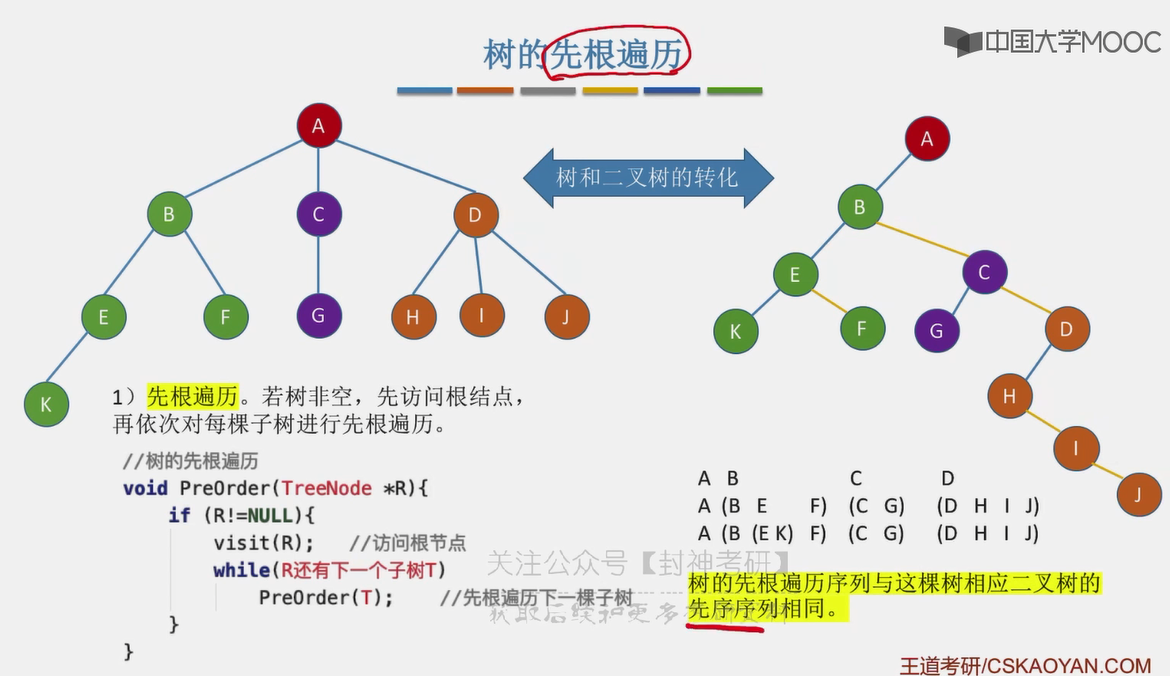 树的先根遍历
中国大学MOOC
A
B
C
D
E
F
G
H
I
J
K
树和二叉树的转化
A
B
E
C
K
F
G
D
H
I
J
1）先根遍历。若树非空，先访问根结点，
再依次对每棵子树进行先根遍历。
//树的先根遍历
void PreOrder(TreeNode *R){
if (R!=NULL){
visit(R); //访问根节点
while(R还有下一个子树T)
PreOrder(T); //先根遍历下一棵子树
}
}
A B C D
A (B E F) (C G) (D H I J)
A (B (E K) F) (C G) (D H I J)
关注公众号【封神考研】
获取后续和更多
树的先根遍历序列与这棵树相应二叉树的
先序序列相同。
王道考研/CSKAOYAN.COM